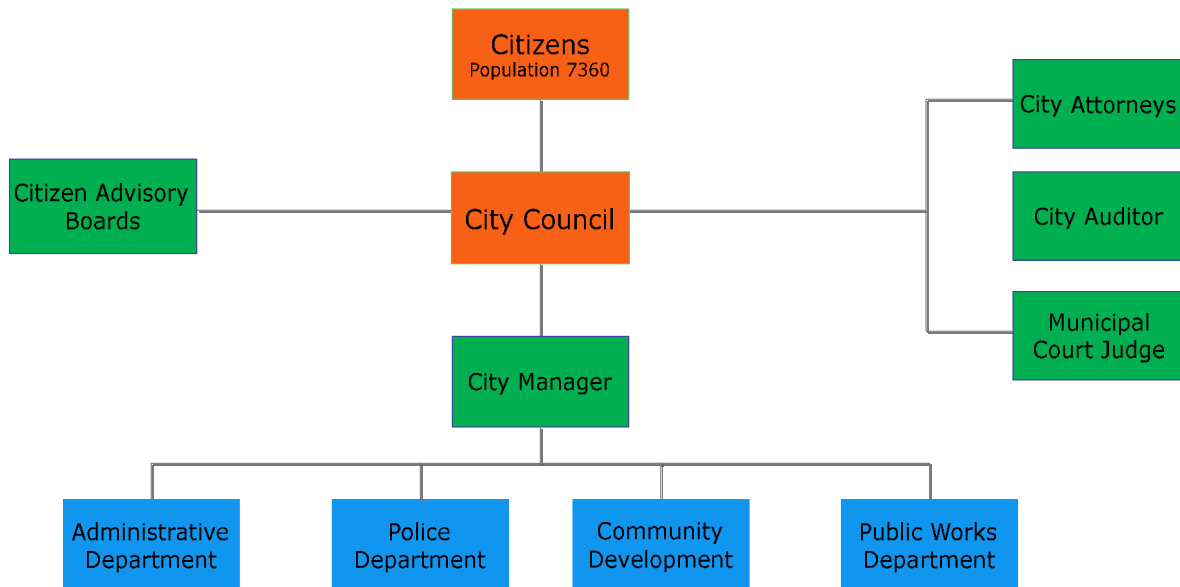 Citizens
Population 7360
City Attorneys
Citizen Advisory
Boards
City Council
City Auditor
Municipal
Court Judge
City Manager
Administrative
Department
Police
Department
Community
Development
Public Works
Department